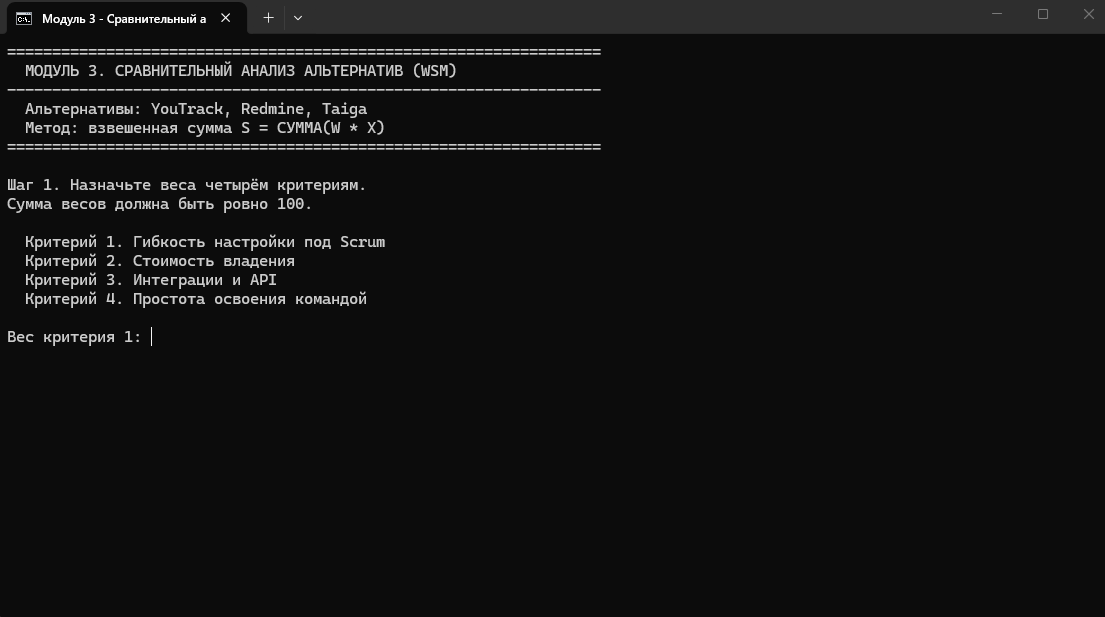 Модуль 3 - Сравнительный а
==================================================================
МОДУЛЬ 3. СРАВНИТЕЛЬНЫЙ АНАЛИЗ АЛЬТЕРНАТИВ (WSM)
------------------------------------------------------------------
Альтернативы: YouTrack, Redmine, Taiga
Метод: взвешенная сумма S = СУММА(W * X)
==================================================================
Шаг 1. Назначьте веса четырём критериям.
Сумма весов должна быть ровно 100.
Критерий 1. Гибкость настройки под Scrum
Критерий 2. Стоимость владения
Критерий 3. Интеграции и API
Критерий 4. Простота освоения командой
Вес критерия 1: